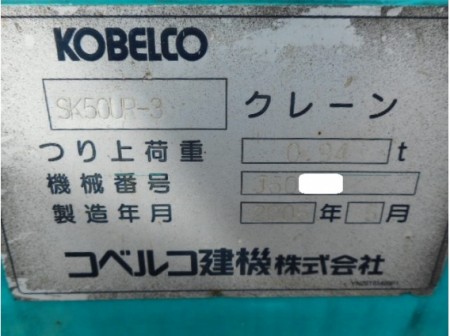 KOBELCO
SK50UR-3 クレーン
つり上荷重 0.94 t
機械番号
製造年月 年 月
コベルコ建機株式会社